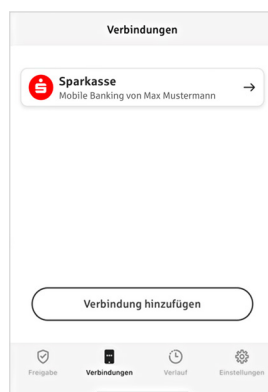 Verbindungen
Sparkasse
Mobile Banking von Max Mustermann
Verbindung hinzufügen
Freigabe
Verbindungen
Verlauf
Einstellungen